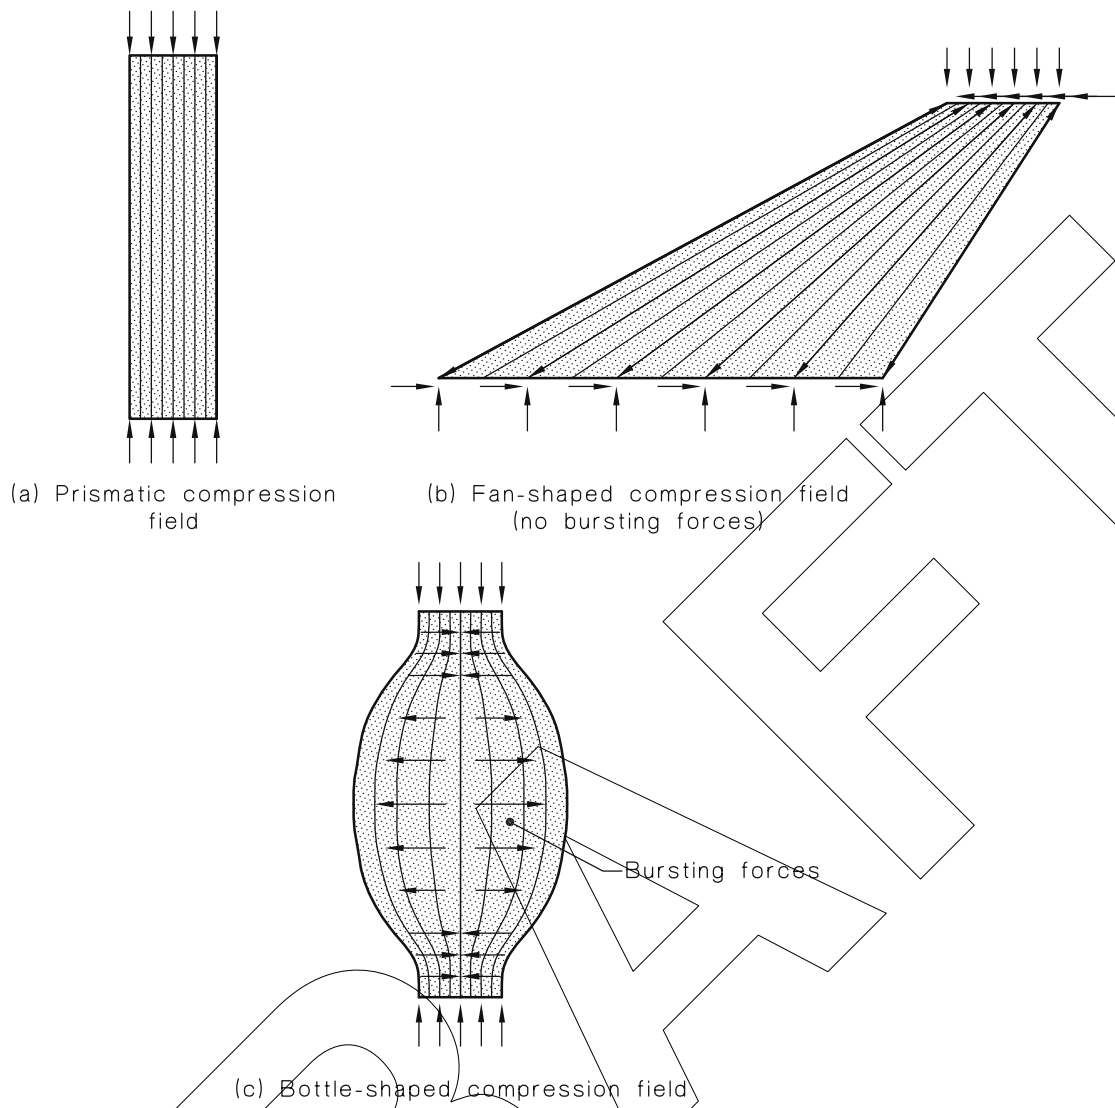 (a) Prismatic compression
field
(b) Fan-shaped compression field
(no bursting forces)
Bursting forces
(c) Bottle-shaped compression field